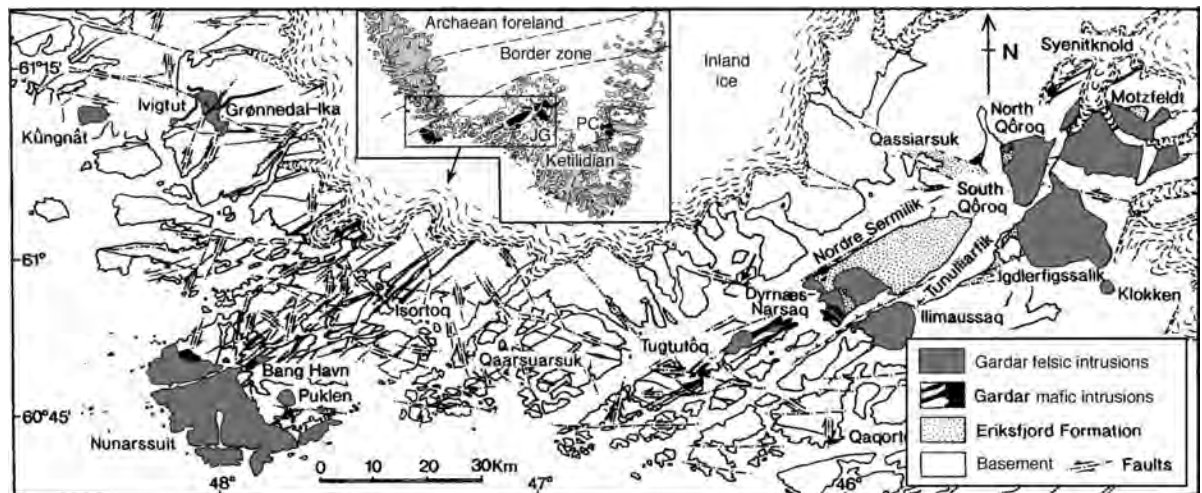 Archaean foreland
Border zone
Inland
ice
N
Syenitknold
61°15'
Ivigtut
Grønnedal-Ika
Kûngnât
PC
JG
Ketilidian
North
Qôroq
Motzfeldt
Qassiarsuk
South
Qôroq
Nordre Sermilik
61°
Tunulliarfik
Igdlerfigssalik
Klokken
Isortoq
Dyrnæs-
Narsaq
Ilimaussaq
Qaarsuarsuk
Tugtutôq
Bang Havn
Puklen
60°45'
Nunarssuit
0 10 20 30Km
48°
47°
46°
Qaqorto
Gardar felsic intrusions
Gardar mafic intrusions
Eriksfjord Formation
Basement
Faults